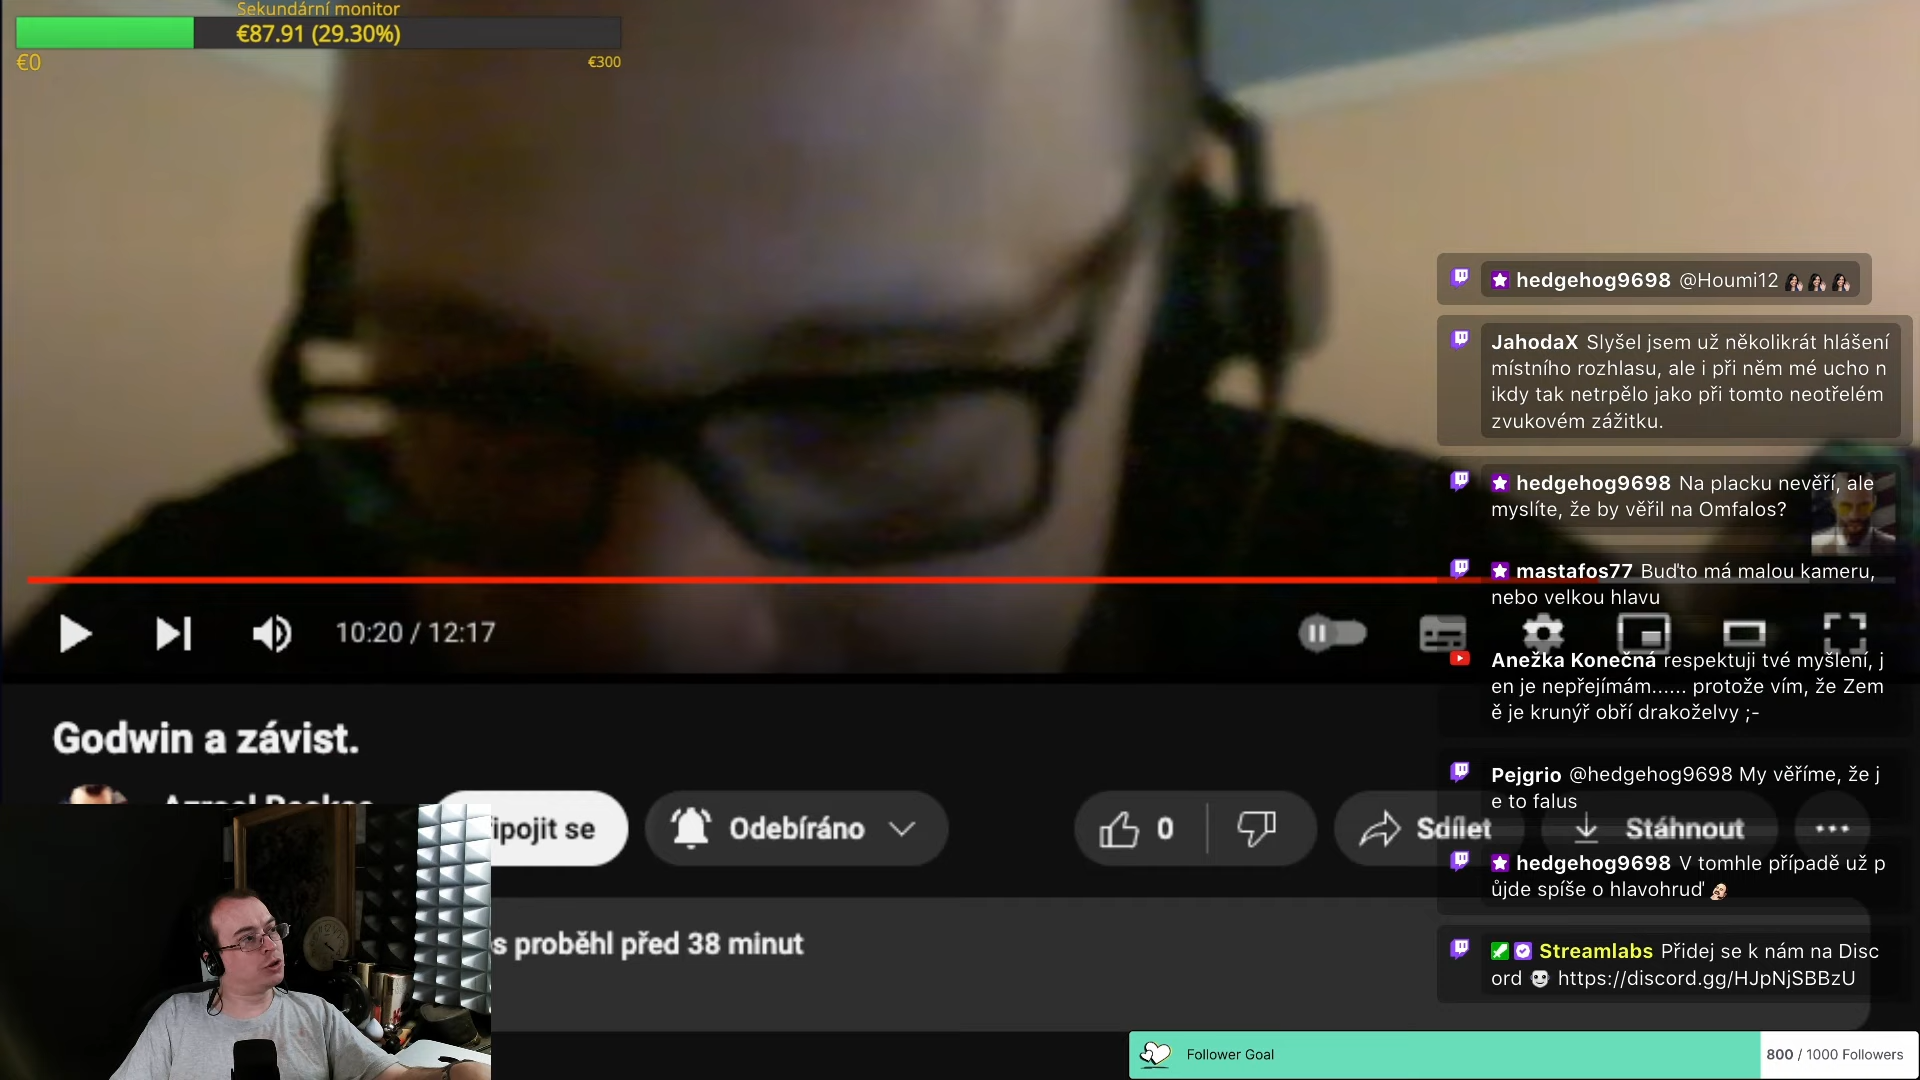 Sekundární monitor
€87.91 (29.30%)
€0
€300
hedgehog9698 @Houmi12
JahodaX Slyšel jsem už několikrát hlášení
místního rozhlasu, ale i při něm mé ucho n
ikdy tak netrpělo jako při tomto neotřelém
zvukovém zážitku.
hedgehog9698 Na placku nevěří, ale
myslíte, že by věřil na Omfalos?
mastafos77 Buďto má malou kameru,
nebo velkou hlavu
10:20 / 12:17
Anežka Konečná respektuji tvé myšlení, j
en je nepřejímám...... protože vím, že Zem
ě je krunýř obří drakoželvy ;-
Godwin a závist.
Pejgrio @hedgehog9698 My věříme, že j
e to falus
ipojit se
Odebíráno
0
Sdílet
Stáhnout
hedgehog9698 V tomhle případě už p
ůjde spíše o hlavohruď
s proběhl před 38 minut
Streamlabs Přidej se k nám na Disc
ord https://discord.gg/HJpNjSBBzU
Follower Goal
800 / 1000 Followers